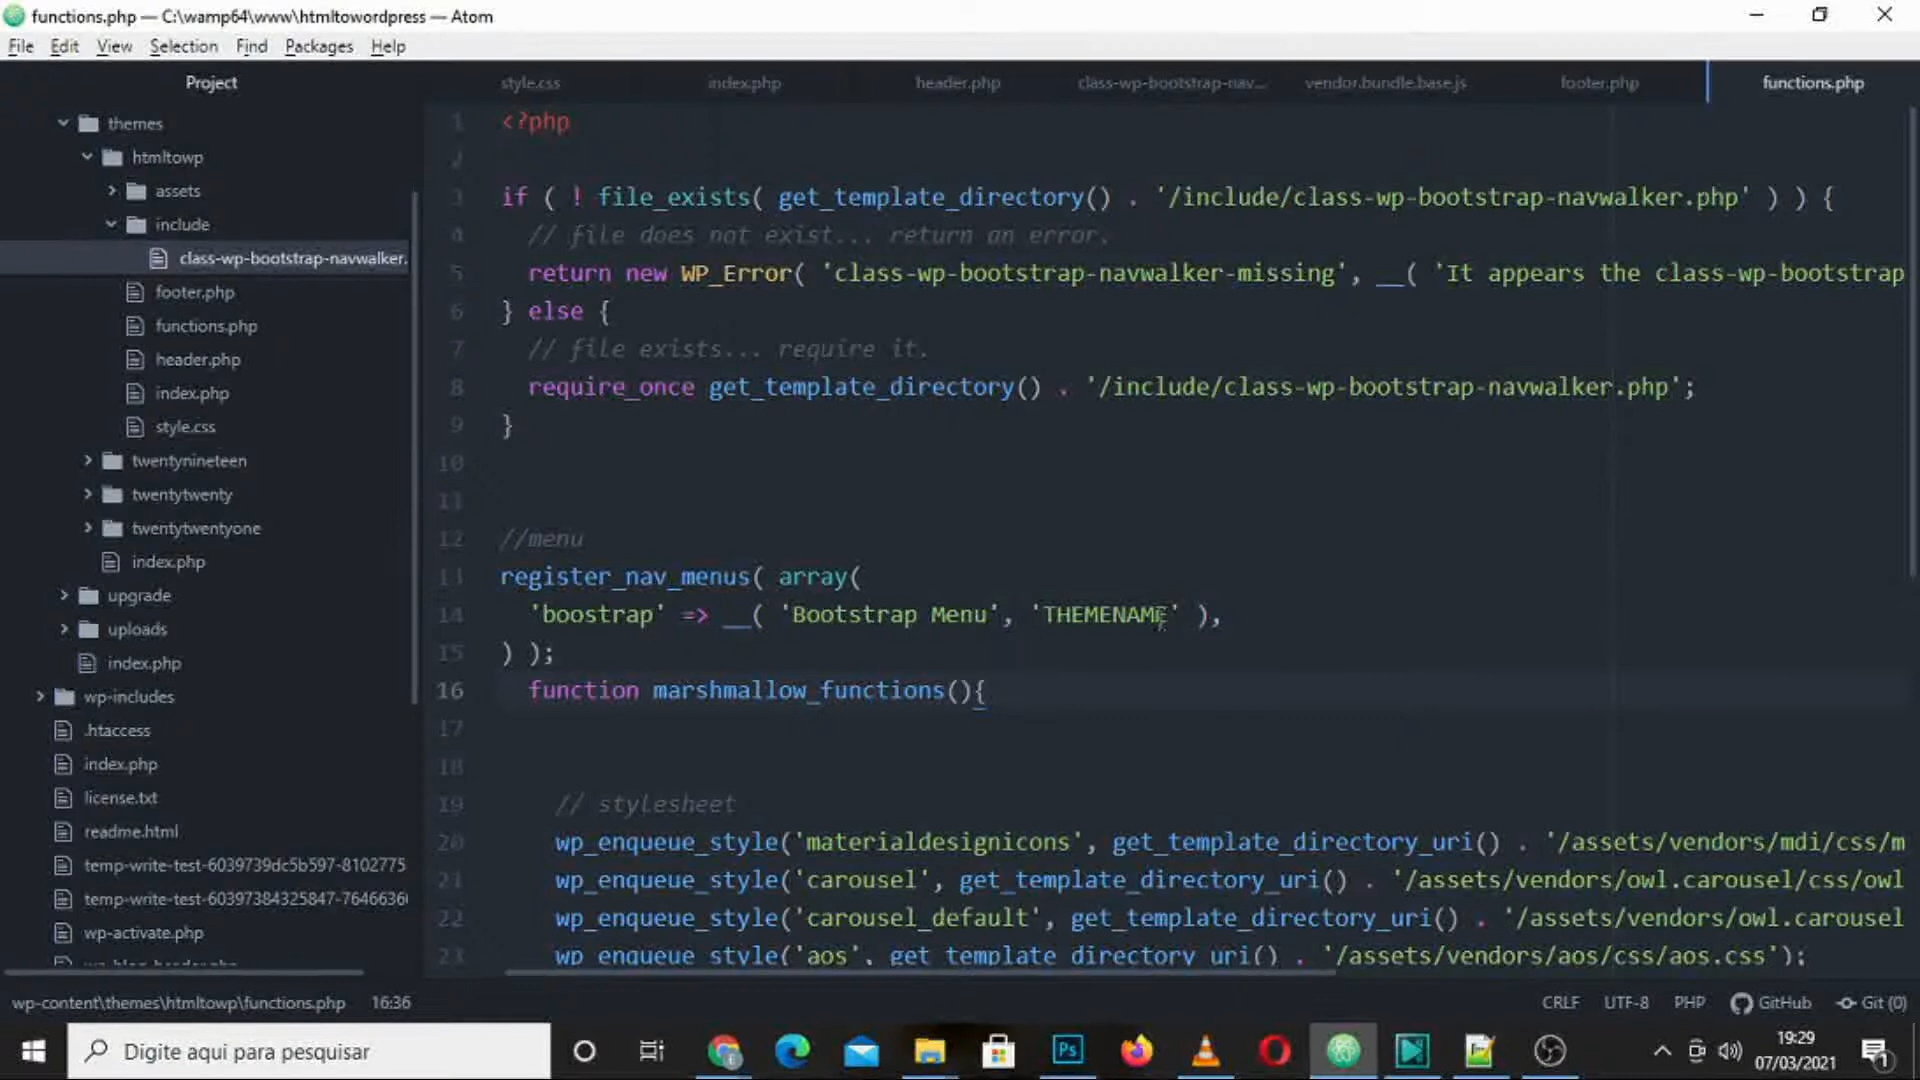 functions.php — C:\wamp64\www\htmltowordpress — Atom
File Edit View Selection Find Packages Help
Project
style.css index.php header.php class-wp-bootstrap-nav... vendor.bundle.base.js footer.php functions.php
themes
htmltowp
assets
include
class-wp-bootstrap-navwalker.
footer.php
functions.php
header.php
index.php
style.css
twentynineteen
twentytwenty
twentytwentyone
index.php
upgrade
uploads
index.php
wp-includes
.htaccess
index.php
license.txt
readme.html
temp-write-test-6039739dc5b597-8102775
temp-write-test-60397384325847-7646636
wp-activate.php
wp-blog-header.php
1 <?php
2
3 if ( ! file_exists( get_template_directory() . '/include/class-wp-bootstrap-navwalker.php' ) ) {
4 // file does not exist... return an error.
5 return new WP_Error( 'class-wp-bootstrap-navwalker-missing', __( 'It appears the class-wp-bootstrap
6 } else {
7 // file exists... require it.
8 require_once get_template_directory() . '/include/class-wp-bootstrap-navwalker.php';
9 }
10
11
12 //menu
13 register_nav_menus( array(
14 'boostrap' => __( 'Bootstrap Menu', 'THEMENAME' ),
15 ) );
16 function marshmallow_functions(){
17
18
19 // stylesheet
20 wp_enqueue_style('materialdesignicons', get_template_directory_uri() . '/assets/vendors/mdi/css/m
21 wp_enqueue_style('carousel', get_template_directory_uri() . '/assets/vendors/owl.carousel/css/owl
22 wp_enqueue_style('carousel_default', get_template_directory_uri() . '/assets/vendors/owl.carousel
23 wp_enqueue_style('aos', get_template_directory_uri() . '/assets/vendors/aos/css/aos.css');
wp-content\themes\htmltowp\functions.php 16:36 CRLF UTF-8 PHP GitHub Git (0)
Digite aqui para pesquisar
Ps
19:29
07/03/2021
1